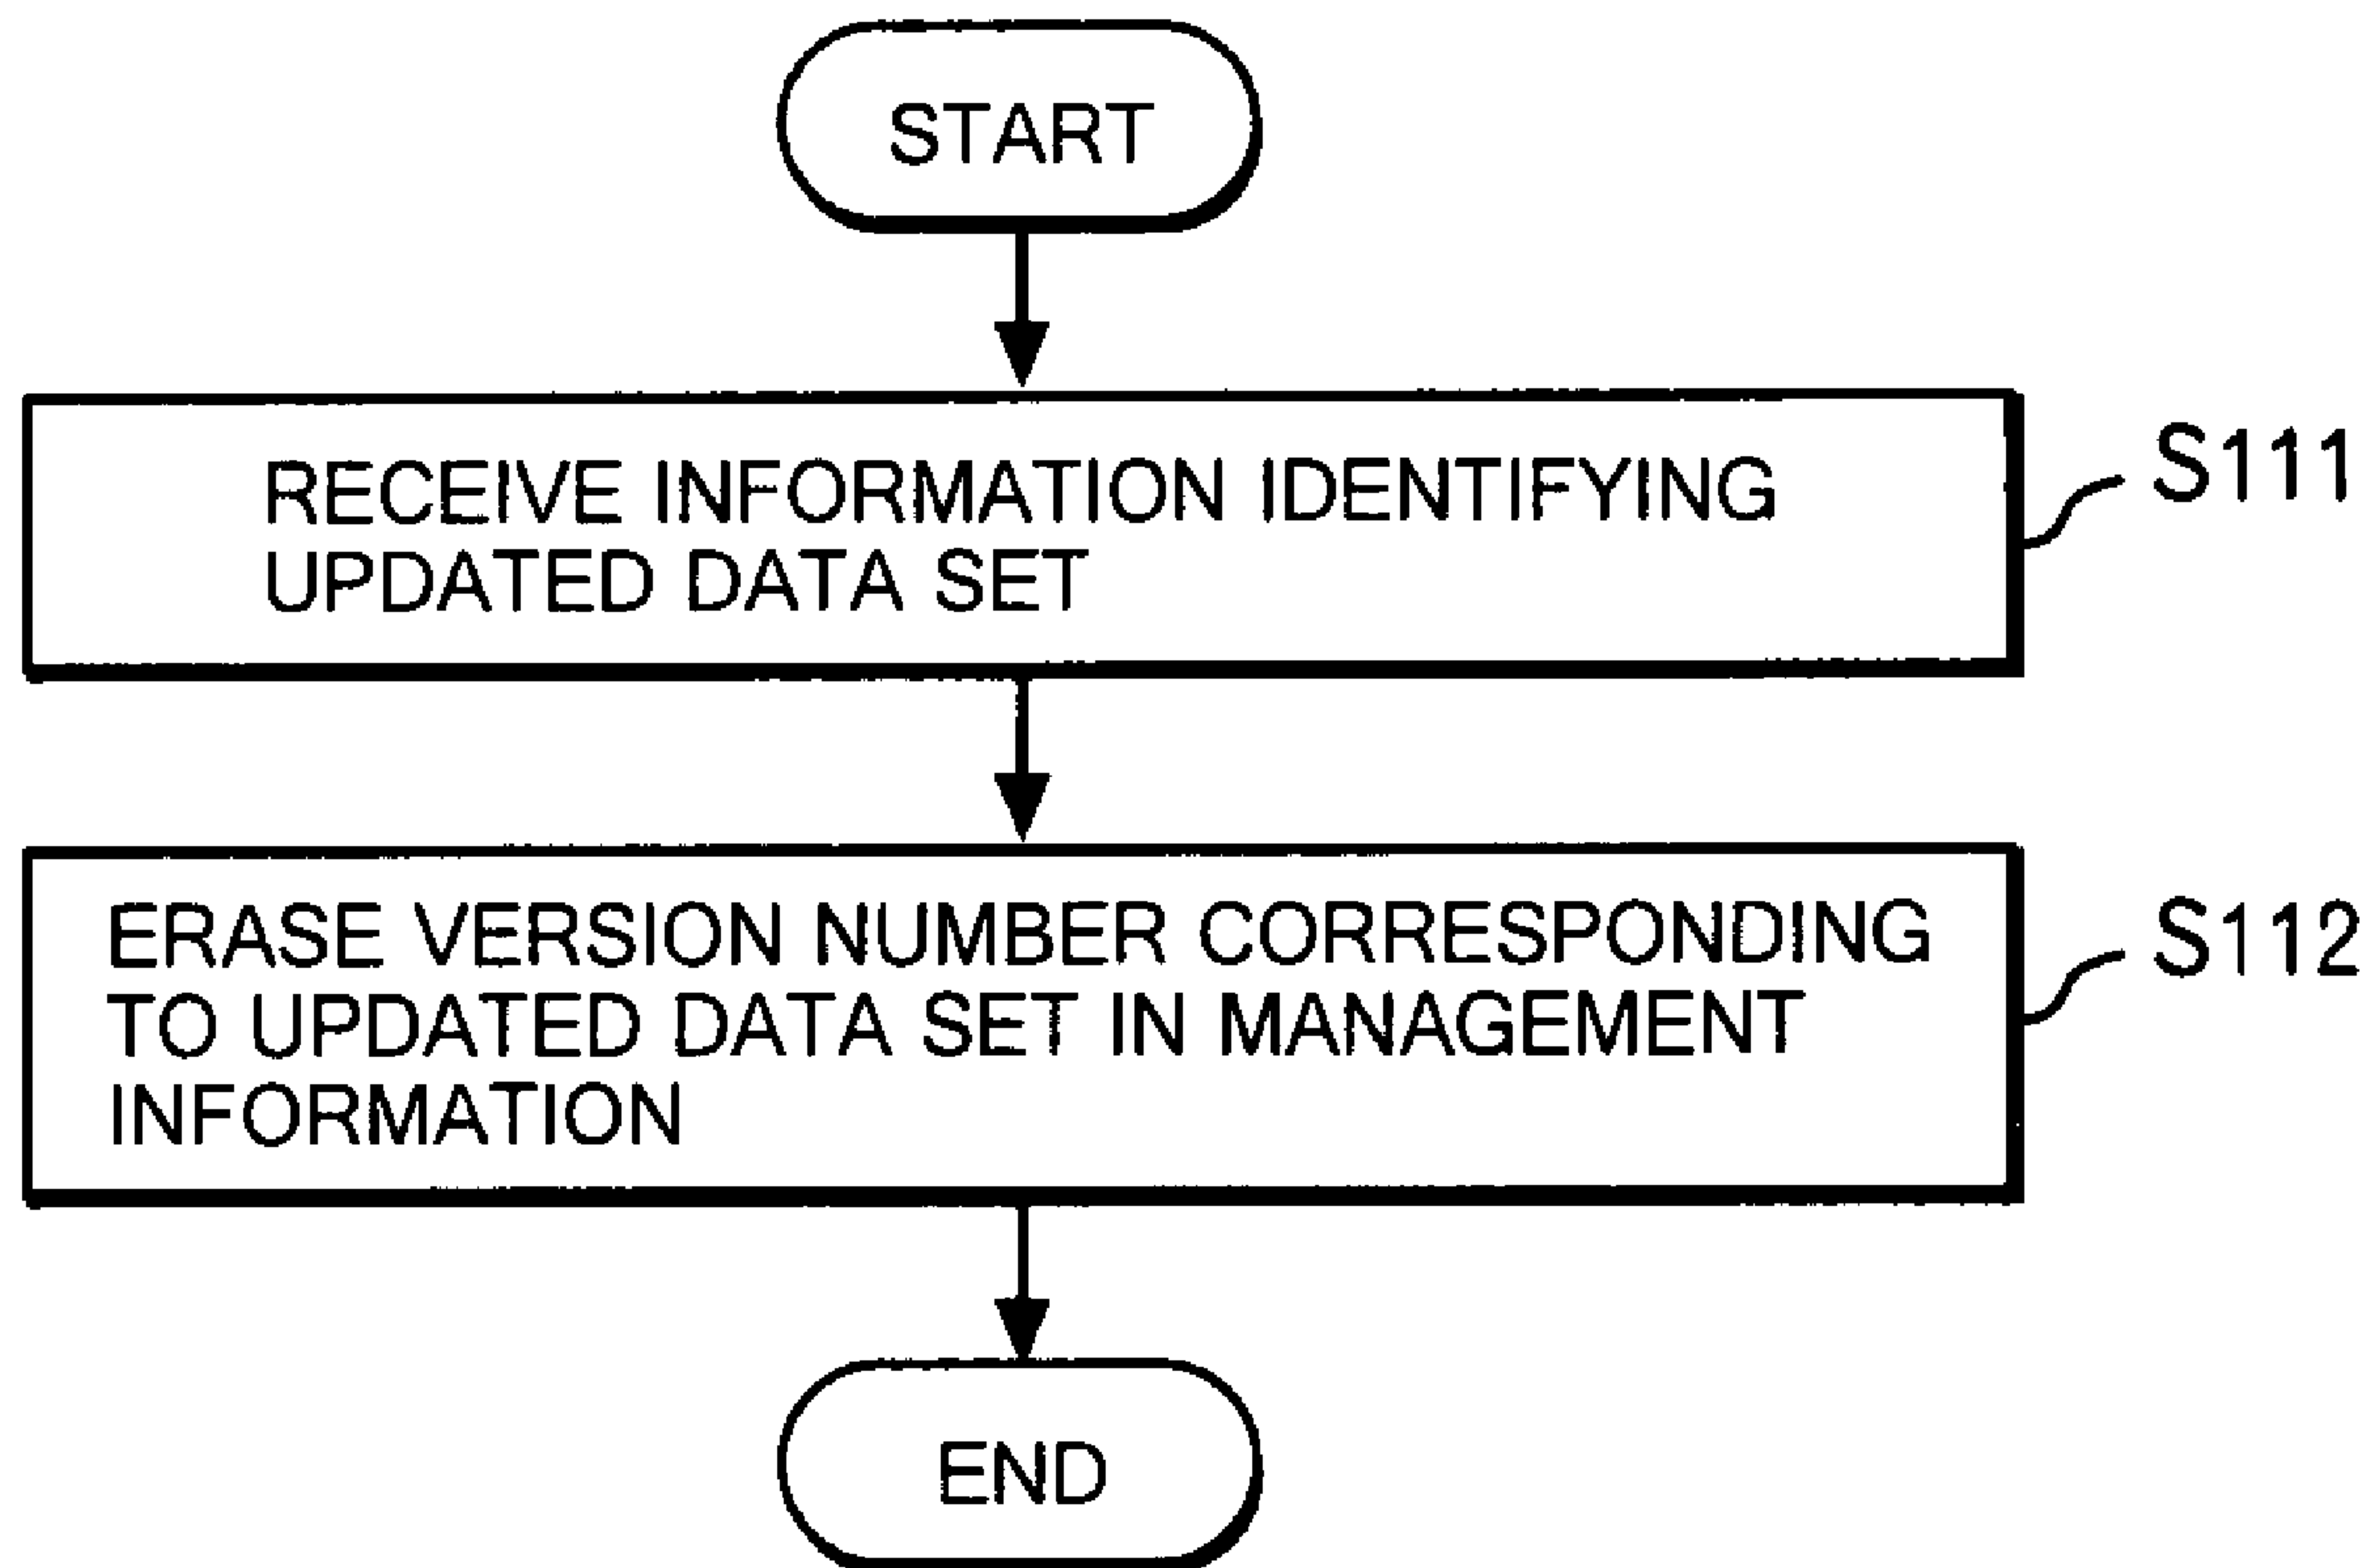 START
RECEIVE INFORMATION IDENTIFYING
UPDATED DATA SET
S111
ERASE VERSION NUMBER CORRESPONDING
TO UPDATED DATA SET IN MANAGEMENT
INFORMATION
S112
END